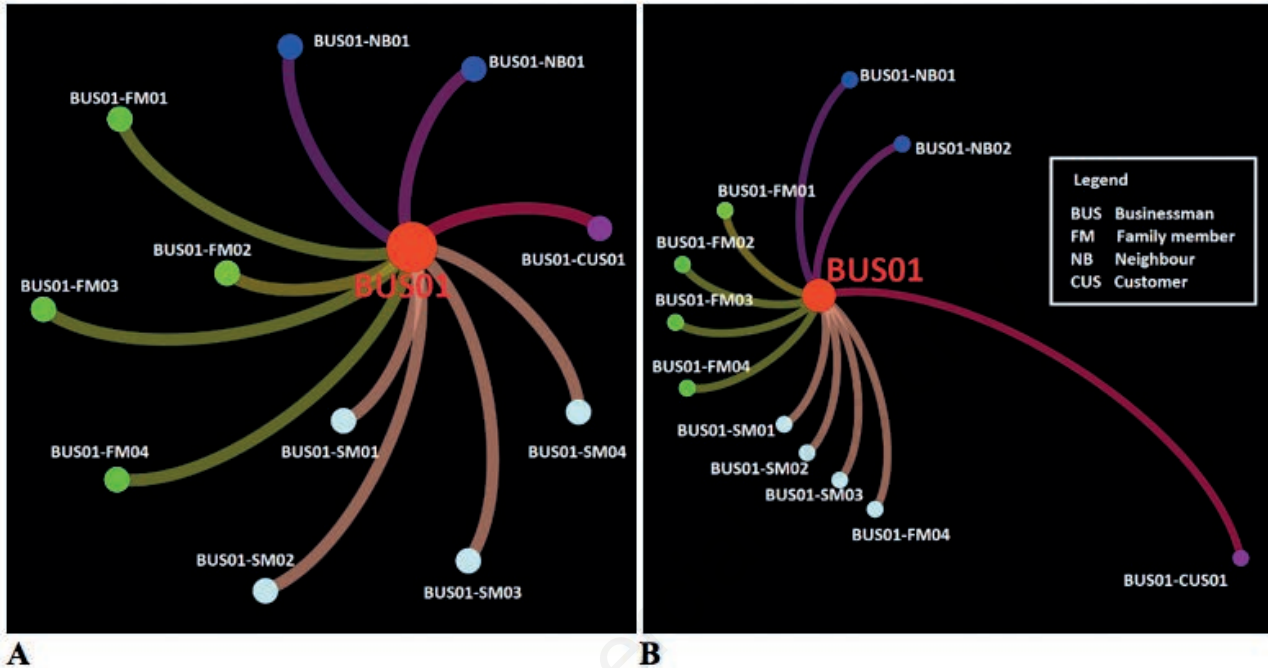 BUS01-NB01
BUS01-NB01
BUS01-FM01
BUS01-FM02
BUS01-CUS01
BUS01-FM03
BUS01
BUS01-FM04
BUS01-SM01
BUS01-SM04
BUS01-SM02
BUS01-SM03
A
BUS01-NB01
BUS01-NB02
BUS01-FM01
BUS01-FM02
BUS01
BUS01-FM03
BUS01-FM04
BUS01-SM01
BUS01-SM02
BUS01-SM03
BUS01-FM04
BUS01-CUS01
Legend
BUS Businessman
FM Family member
NB Neighbour
CUS Customer
B